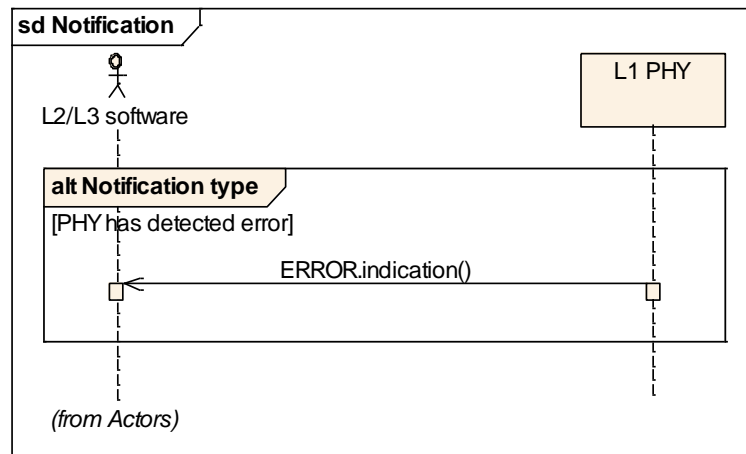 sd Notification
L2/L3 software
L1 PHY
alt Notification type
[PHY has detected error]
ERROR.indication()
(from Actors)